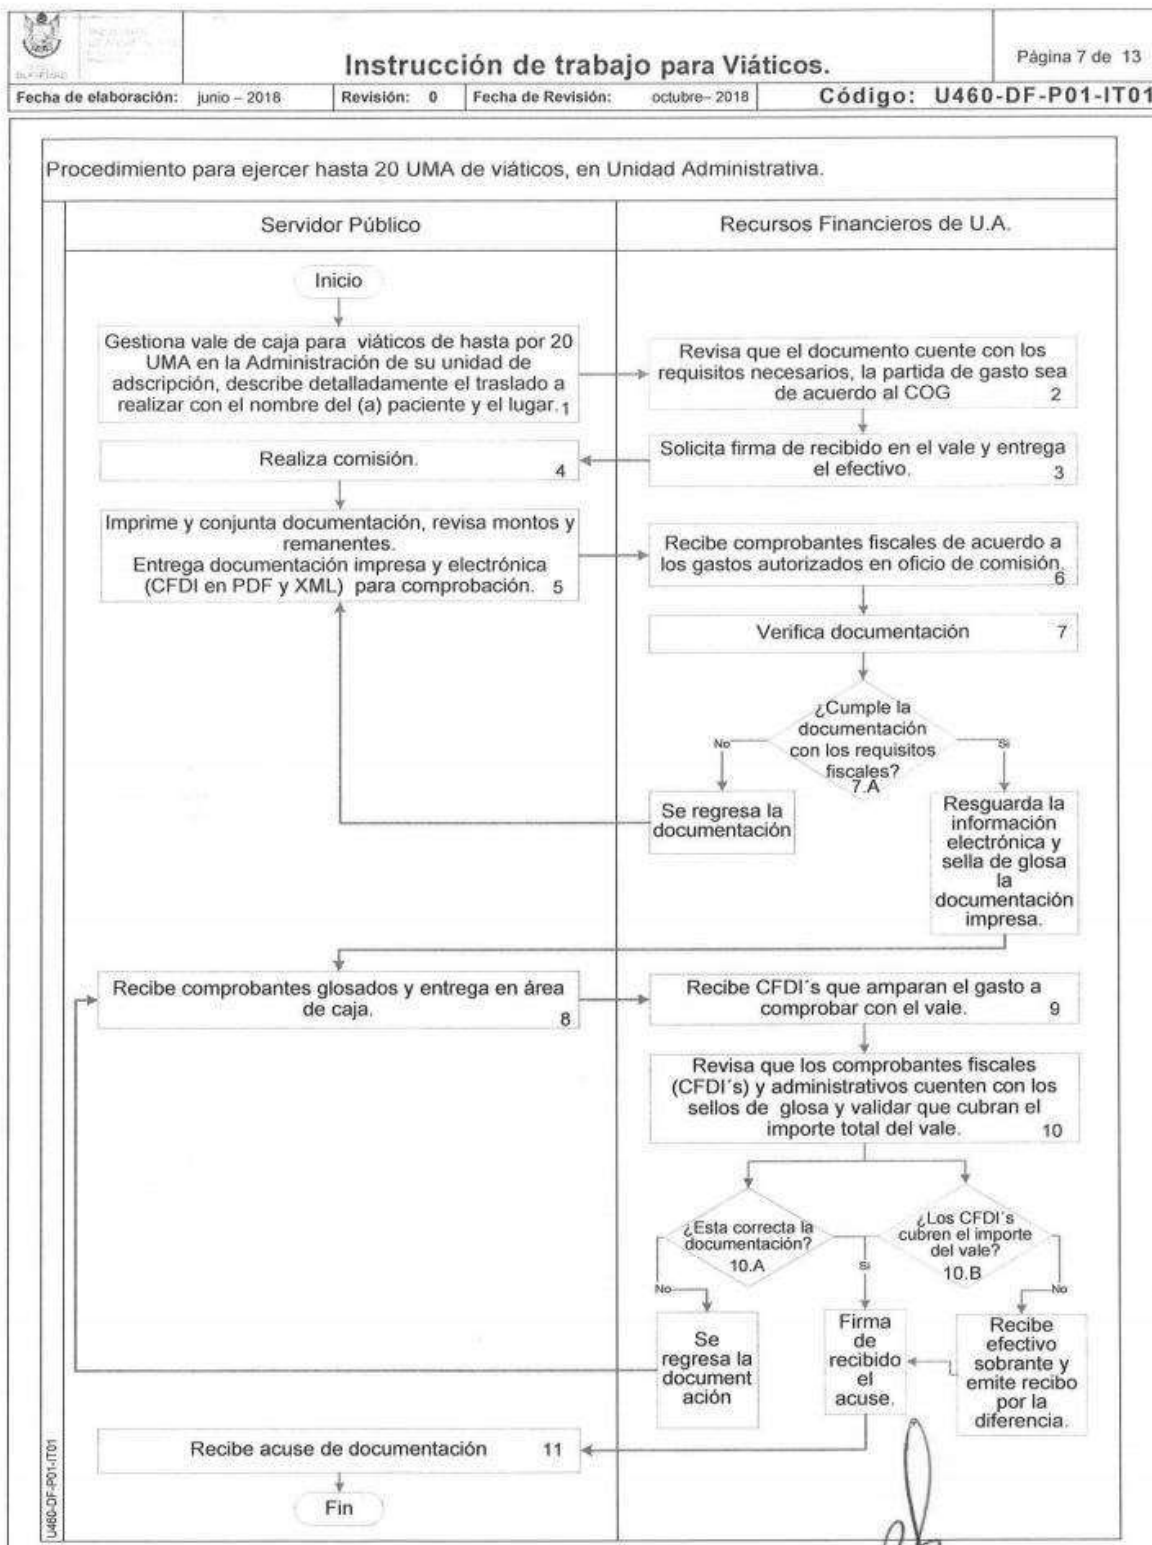 Instrucción de trabajo para Viáticos.
Página 7 de 13
Fecha de elaboración: junio – 2018
Revisión: 0
Fecha de Revisión: octubre– 2018
Código: U460-DF-P01-IT01
Procedimiento para ejercer hasta 20 UMA de viáticos, en Unidad Administrativa.
Servidor Público
Recursos Financieros de U.A.
Inicio
Gestiona vale de caja para viáticos de hasta por 20
UMA en la Administración de su unidad de
adscripción, describe detalladamente el traslado a
realizar con el nombre del (a) paciente y el lugar. 1
Revisa que el documento cuente con los
requisitos necesarios, la partida de gasto sea
de acuerdo al COG 2
Solicita firma de recibido en el vale y entrega
el efectivo. 3
Realiza comisión. 4
Imprime y conjunta documentación, revisa montos y
remanentes.
Entrega documentación impresa y electrónica
(CFDI en PDF y XML) para comprobación. 5
Recibe comprobantes fiscales de acuerdo a
los gastos autorizados en oficio de comisión. 6
Verifica documentación 7
¿Cumple la
documentación
con los requisitos
fiscales?
7.A
No
Si
Se regresa la
documentación
Resguarda la
información
electrónica y
sella de glosa
la
documentación
impresa.
Recibe comprobantes glosados y entrega en área
de caja. 8
Recibe CFDI´s que amparan el gasto a
comprobar con el vale. 9
Revisa que los comprobantes fiscales
(CFDI´s) y administrativos cuenten con los
sellos de glosa y validar que cubran el
importe total del vale. 10
¿Esta correcta la
documentación?
10.A
¿Los CFDI´s
cubren el importe
del vale?
10.B
No
Si
No
Se
regresa la
document
ación
Firma
de
recibido
el
acuse.
Recibe
efectivo
sobrante y
emite recibo
por la
diferencia.
Recibe acuse de documentación 11
Fin
U460-DF-P01-IT01